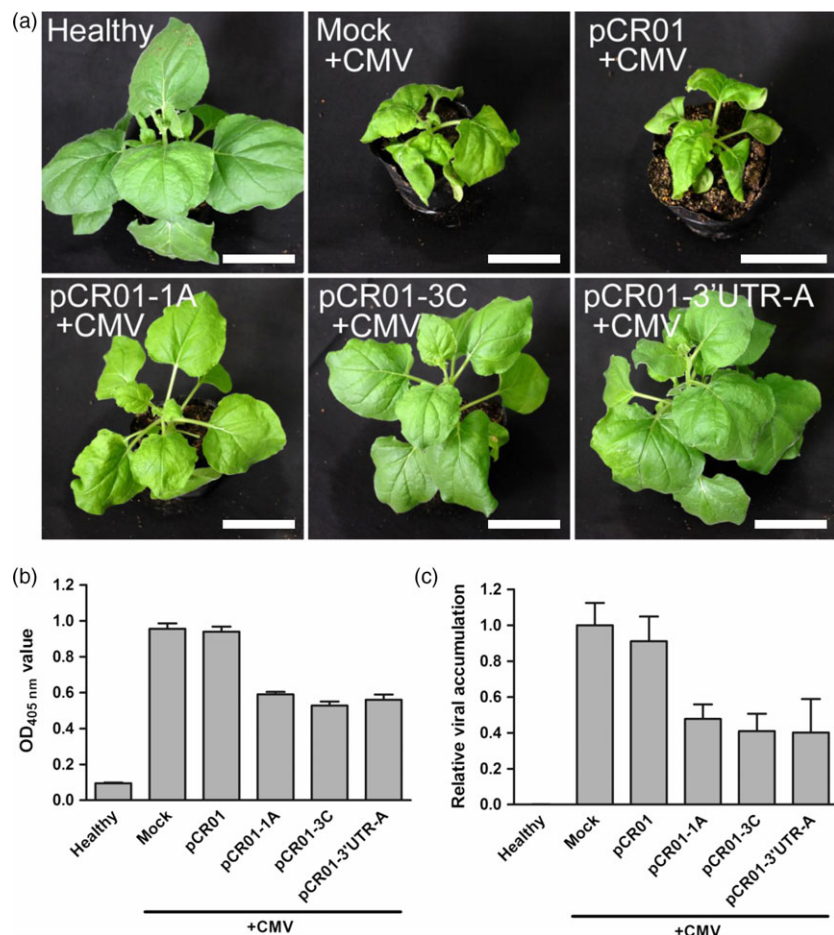 (a)
Healthy
Mock
+CMV
pCR01
+CMV
pCR01-1A
+CMV
pCR01-3C
+CMV
pCR01-3'UTR-A
+CMV
(b)
OD405 nm value
1.2
1.0
0.8
0.6
0.4
0.2
0.0
Healthy
Mock
pCR01
pCR01-1A
pCR01-3C
pCR01-3'UTR-A
+CMV
(c)
Relative viral accumulation
1.2
1.0
0.8
0.6
0.4
0.2
0.0
Healthy
Mock
pCR01
pCR01-1A
pCR01-3C
pCR01-3'UTR-A
+CMV